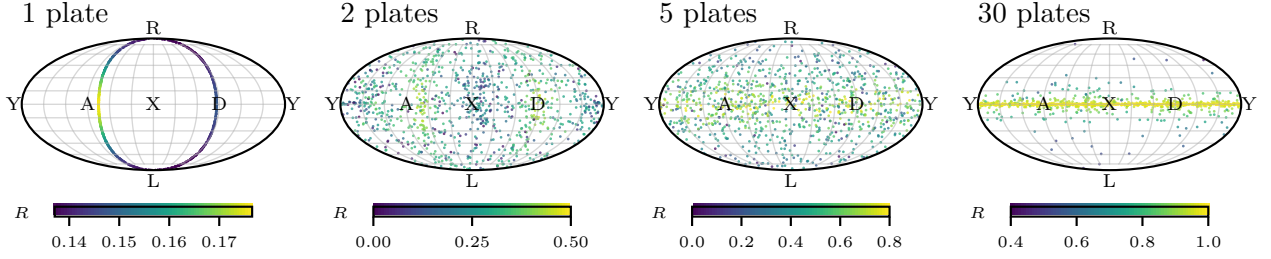 1 plate
R
Y A X D Y
L
R
0.14 0.15 0.16 0.17
2 plates
R
Y A X D Y
L
R
0.00 0.25 0.50
5 plates
R
Y A X D Y
L
R
0.0 0.2 0.4 0.6 0.8
30 plates
R
Y A X D Y
L
R
0.4 0.6 0.8 1.0